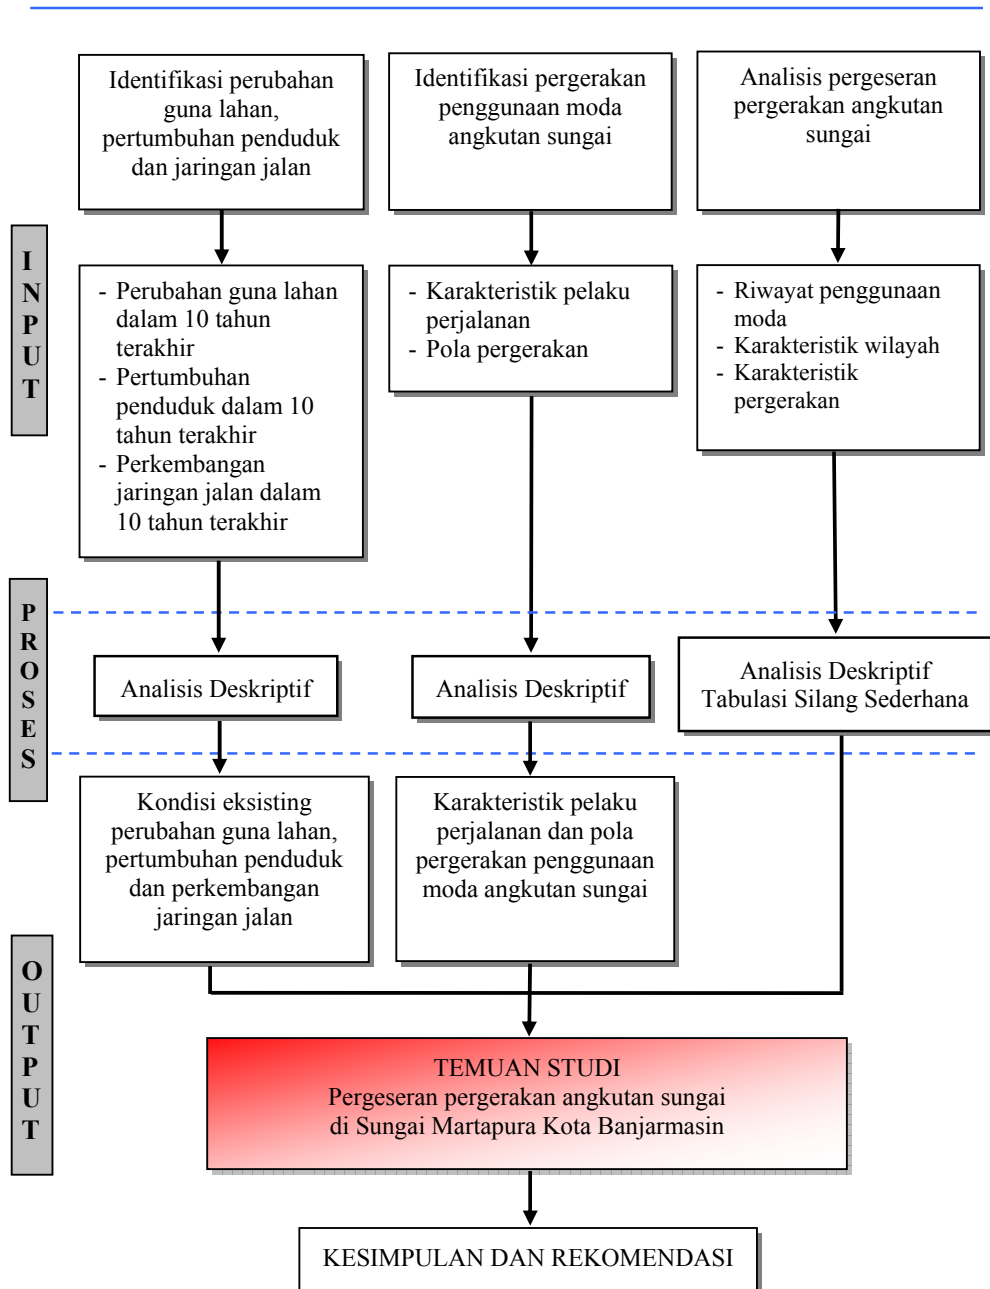 Identifikasi perubahan
guna lahan,
pertumbuhan penduduk
dan jaringan jalan
Identifikasi pergerakan
penggunaan moda
angkutan sungai
Analisis pergeseran
pergerakan angkutan
sungai
I
N
P
U
T
- Perubahan guna lahan
dalam 10 tahun
terakhir
- Pertumbuhan
penduduk dalam 10
tahun terakhir
- Perkembangan
jaringan jalan dalam
10 tahun terakhir
- Karakteristik pelaku
perjalanan
- Pola pergerakan
- Riwayat penggunaan
moda
- Karakteristik wilayah
- Karakteristik
pergerakan
P
R
O
S
E
S
Analisis Deskriptif
Analisis Deskriptif
Analisis Deskriptif
Tabulasi Silang Sederhana
Kondisi eksisting
perubahan guna lahan,
pertumbuhan penduduk
dan perkembangan
jaringan jalan
Karakteristik pelaku
perjalanan dan pola
pergerakan penggunaan
moda angkutan sungai
O
U
T
P
U
T
TEMUAN STUDI
Pergeseran pergerakan angkutan sungai
di Sungai Martapura Kota Banjarmasin
KESIMPULAN DAN REKOMENDASI